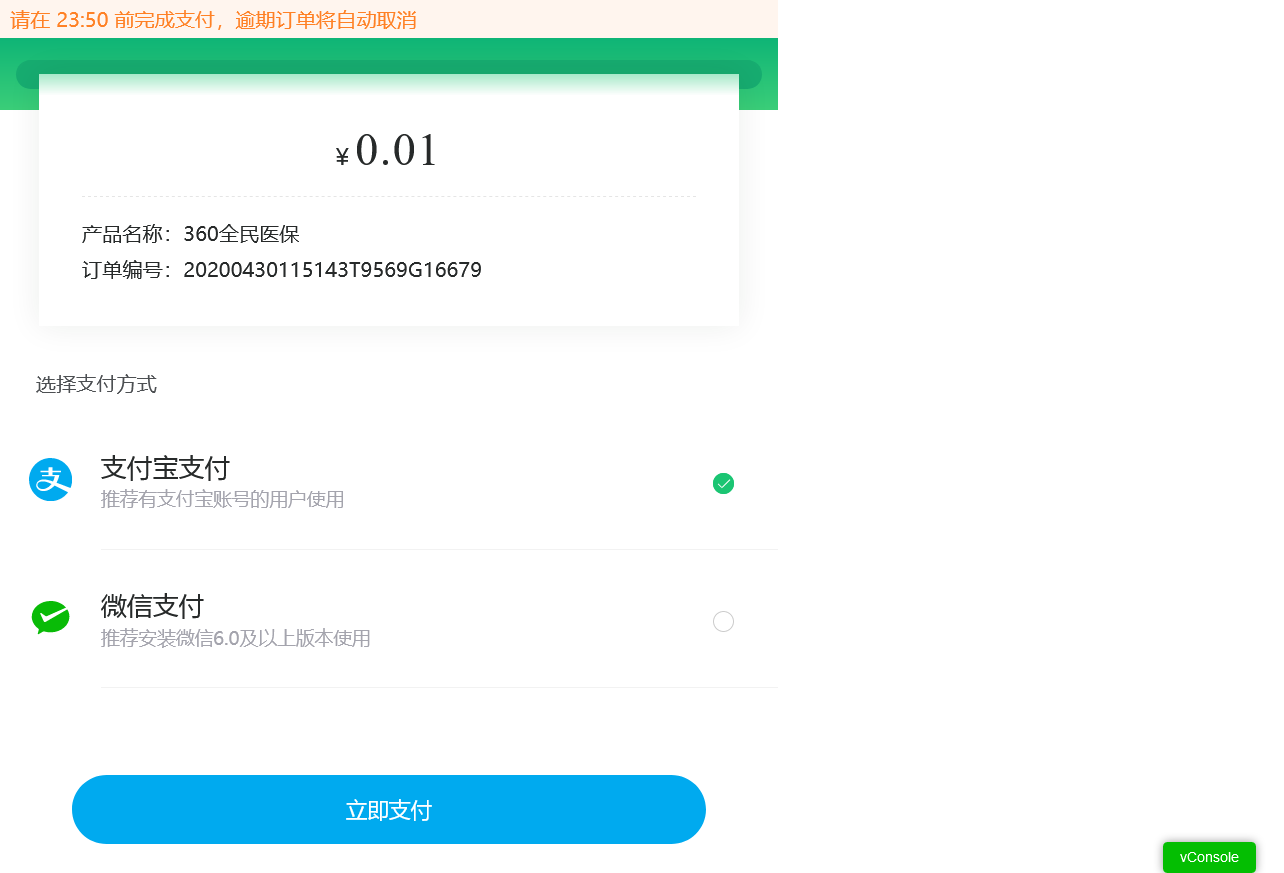 请在 23:50 前完成支付，逾期订单将自动取消
¥0.01
产品名称：360全民医保
订单编号：20200430115143T9569G16679
选择支付方式
支
支付宝支付
推荐有支付宝账号的用户使用
微信支付
推荐安装微信6.0及以上版本使用
立即支付
vConsole